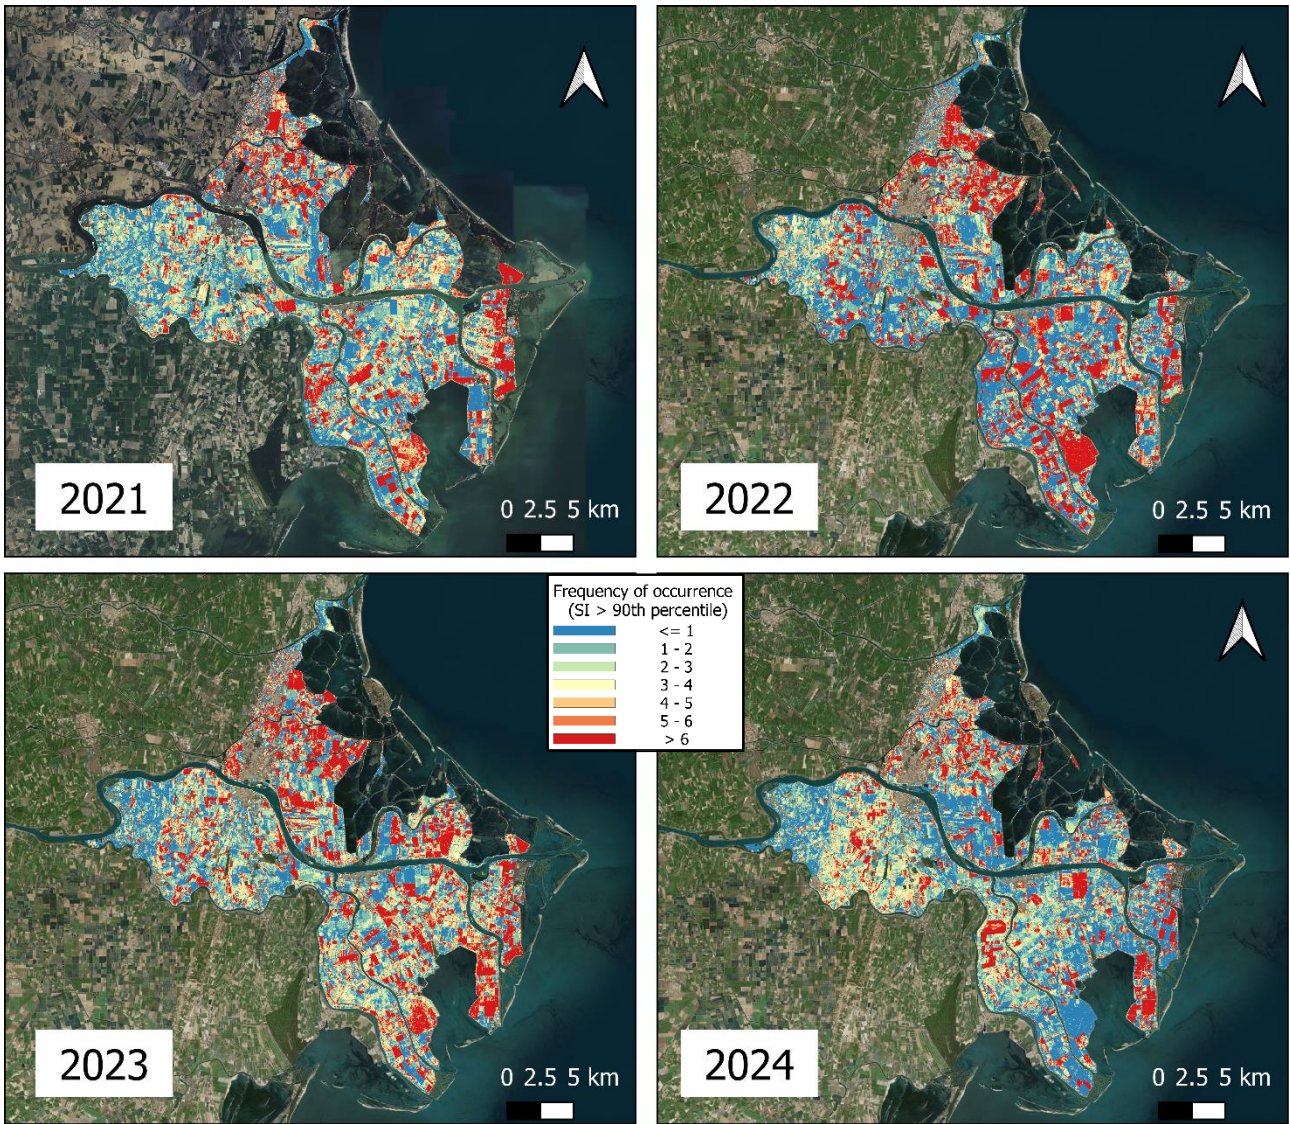 2021
0 2.5 5 km
2022
0 2.5 5 km
Frequency of occurrence
(SI > 90th percentile)
<= 1
1 - 2
2 - 3
3 - 4
4 - 5
5 - 6
> 6
2023
0 2.5 5 km
2024
0 2.5 5 km